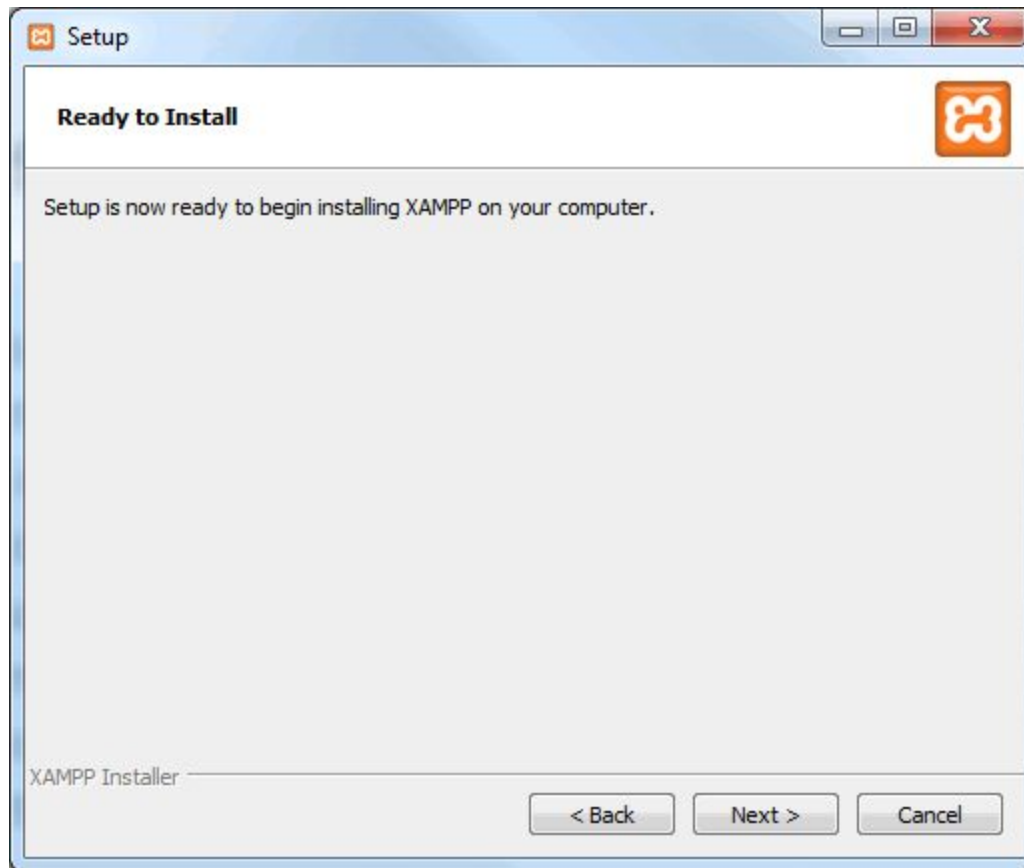 Setup
Ready to Install
Setup is now ready to begin installing XAMPP on your computer.
XAMPP Installer
< Back Next > Cancel